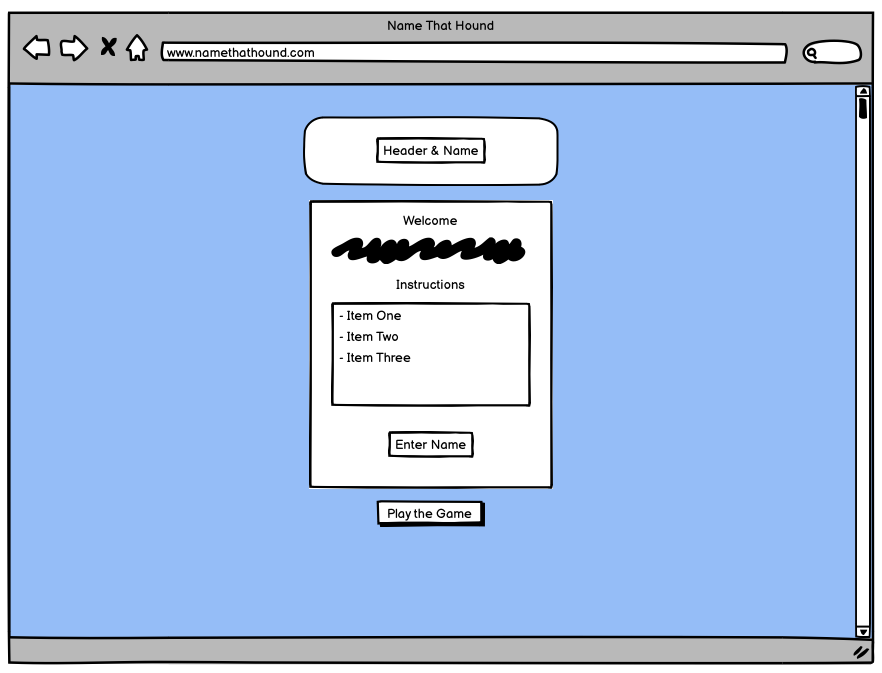 Name That Hound
www.namethathound.com
Header & Name
Welcome
Instructions
- Item One
- Item Two
- Item Three
Enter Name
Play the Game